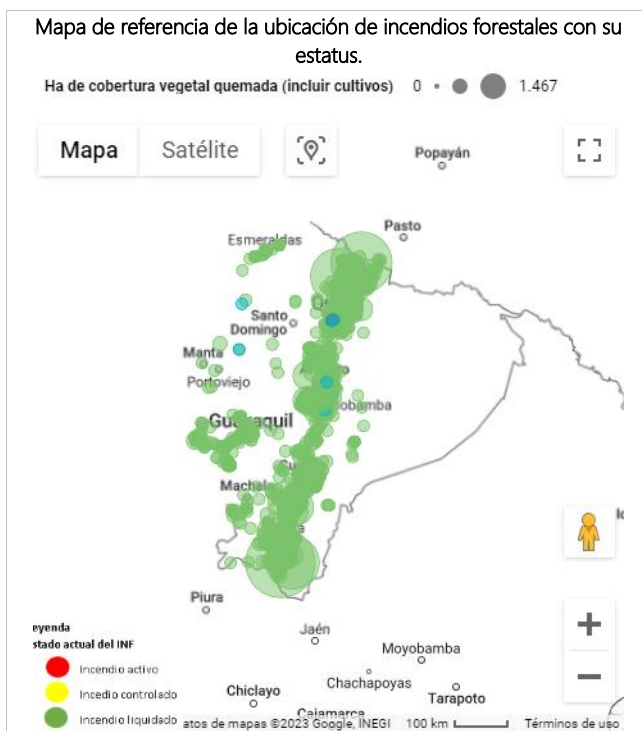 Mapa de referencia de la ubicación de incendios forestales con su
estatus.
Ha de cobertura vegetal quemada (incluir cultivos) 0 1.467
Mapa Satélite
Popayán
Pasto
Esmeraldas
Santo
Domingo
Manta
Portoviejo
obamba
Guayaquil
Machala
Piura
Jaén
Moyobamba
Chachapoyas
Chiclayo
Tarapoto
Cajamarca
eyenda
stado actual del INF
Incendio activo
Incedio controlado
Incendio liquidado
atos de mapas ©2023 Google, INEGI 100 km Términos de uso